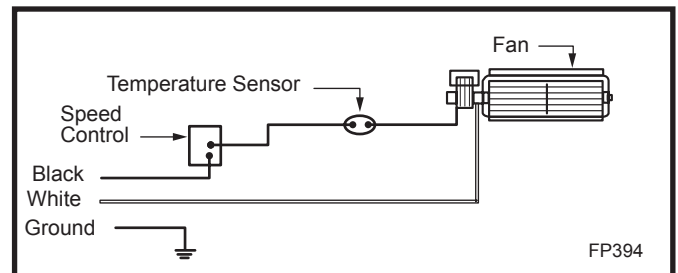 Fan
Temperature Sensor
Speed
Control
Black
White
Ground
FP394